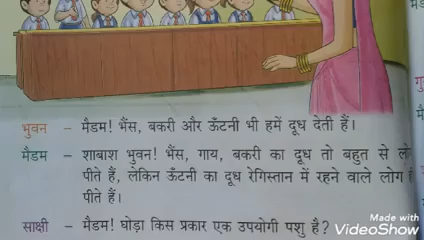 भुवन – मैडम! भैंस, बकरी और ऊँटनी भी हमें दूध देती हैं।
मैडम – शाबाश भुवन! भैंस, गाय, बकरी का दूध तो बहुत से
पीते हैं, लेकिन ऊँटनी का दूध रेगिस्तान में रहने वाले लोग
पीते हैं।
साक्षी – मैडम! घोड़ा किस प्रकार एक उपयोगी पशु है?
Made with
VideoShow